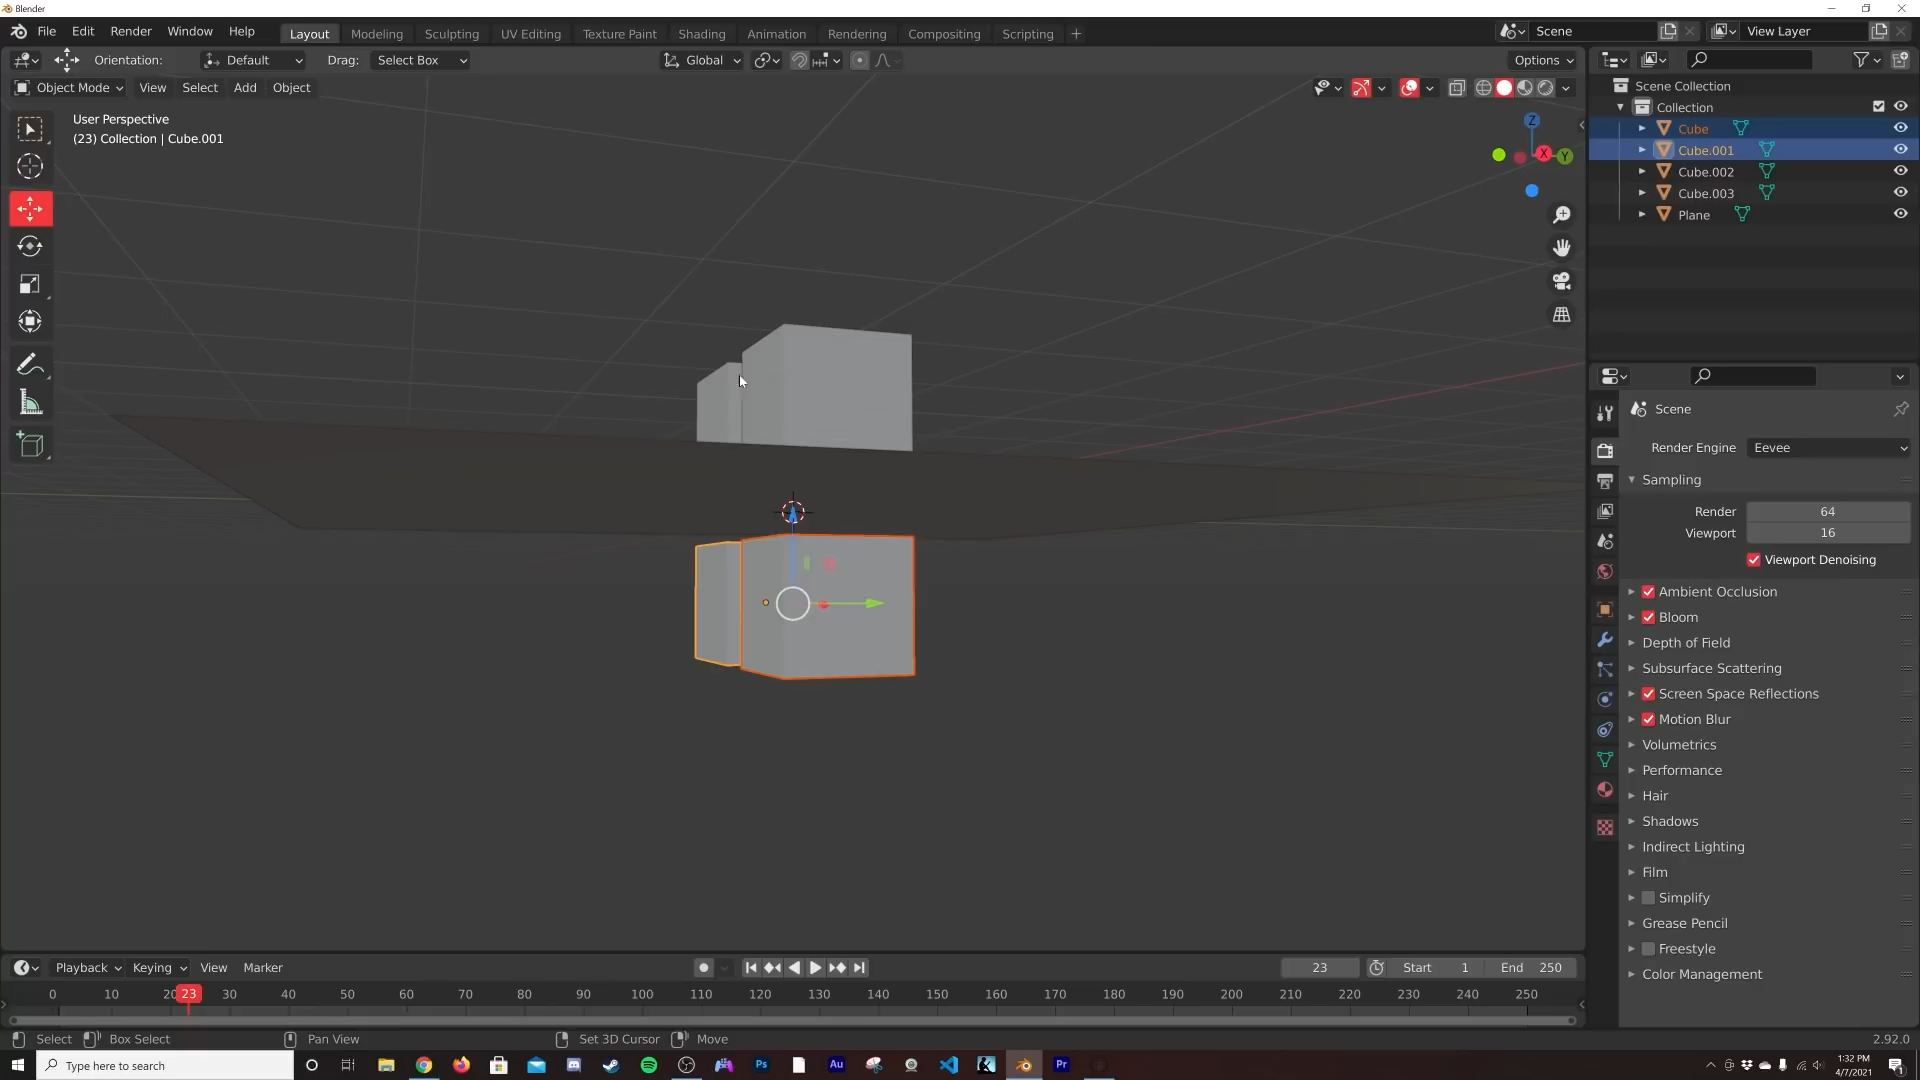 Blender
File Edit Render Window Help Layout Modeling Sculpting UV Editing Texture Paint Shading Animation Rendering Compositing Scripting + Scene View Layer
Orientation: Default Drag: Select Box Global Options
Object Mode View Select Add Object
User Perspective
(23) Collection | Cube.001
Z
X
Y
Scene Collection
Collection
Cube
Cube.001
Cube.002
Cube.003
Plane
Scene
Render Engine Eevee
Sampling
Render 64
Viewport 16
Viewport Denoising
Ambient Occlusion
Bloom
Depth of Field
Subsurface Scattering
Screen Space Reflections
Motion Blur
Volumetrics
Performance
Hair
Shadows
Indirect Lighting
Film
Simplify
Grease Pencil
Freestyle
Color Management
Playback Keying View Marker 23 Start 1 End 250
0 10 20 23 30 40 50 60 70 80 90 100 110 120 130 140 150 160 170 180 190 200 210 220 230 240 250
Select Box Select Pan View Set 3D Cursor Move 2.92.0
Type here to search Ps Au Pr 1:32 PM
4/7/2021